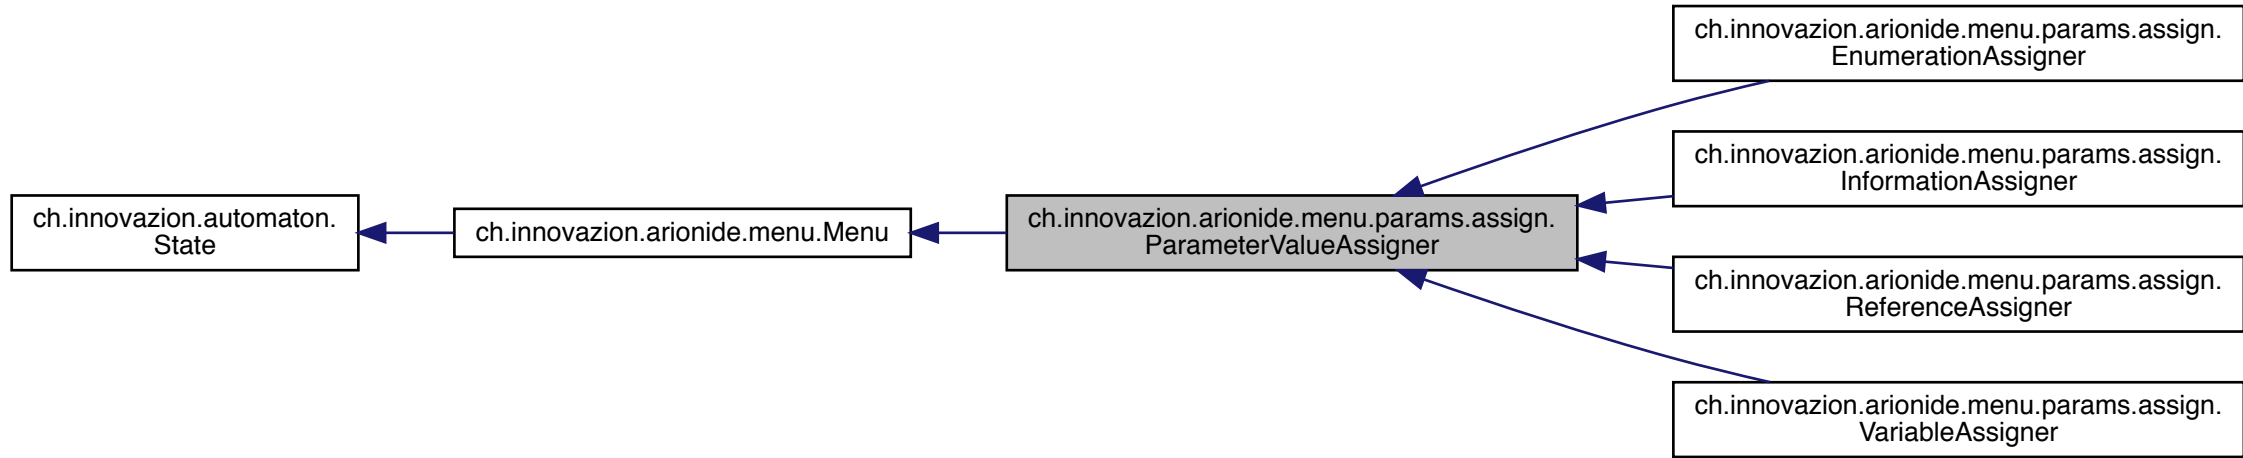 ch.innovazion.automaton.
State
ch.innovazion.arionide.menu.Menu
ch.innovazion.arionide.menu.params.assign.
ParameterValueAssigner
ch.innovazion.arionide.menu.params.assign.
EnumerationAssigner
ch.innovazion.arionide.menu.params.assign.
InformationAssigner
ch.innovazion.arionide.menu.params.assign.
ReferenceAssigner
ch.innovazion.arionide.menu.params.assign.
VariableAssigner